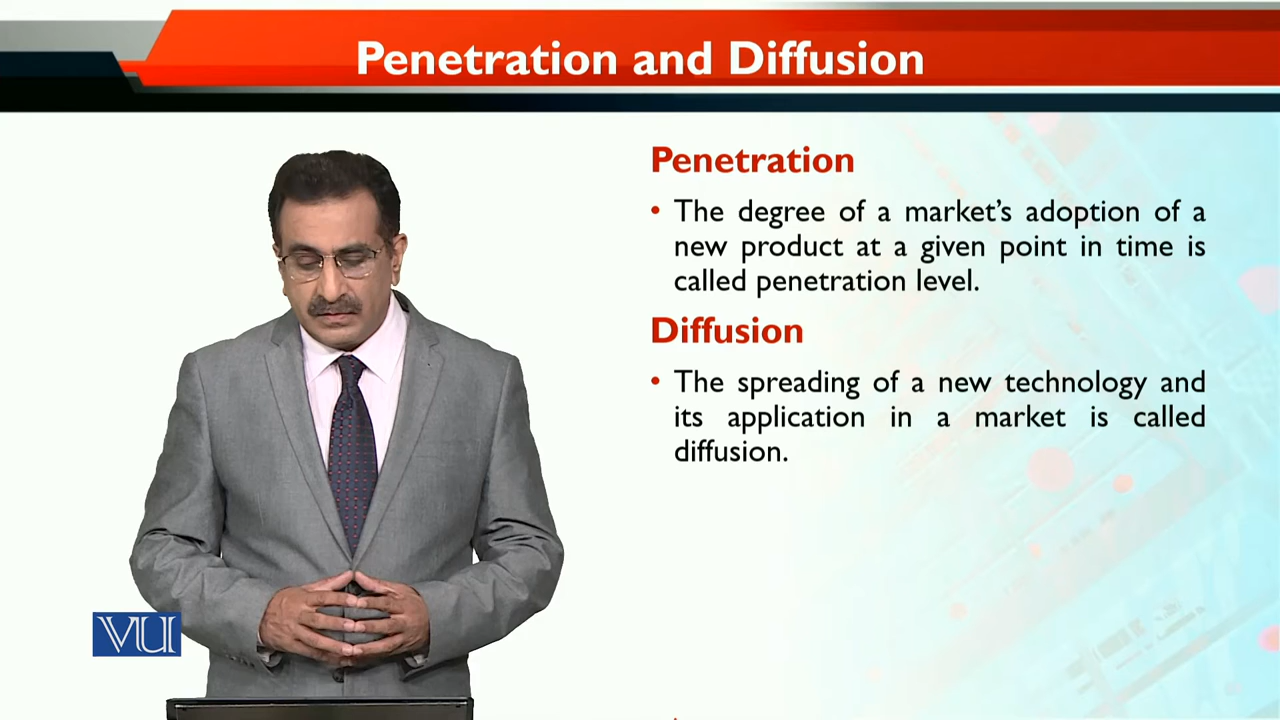 Penetration and Diffusion
Penetration
• The degree of a market's adoption of a
new product at a given point in time is
called penetration level.
Diffusion
• The spreading of a new technology and
its application in a market is called
diffusion.
VU